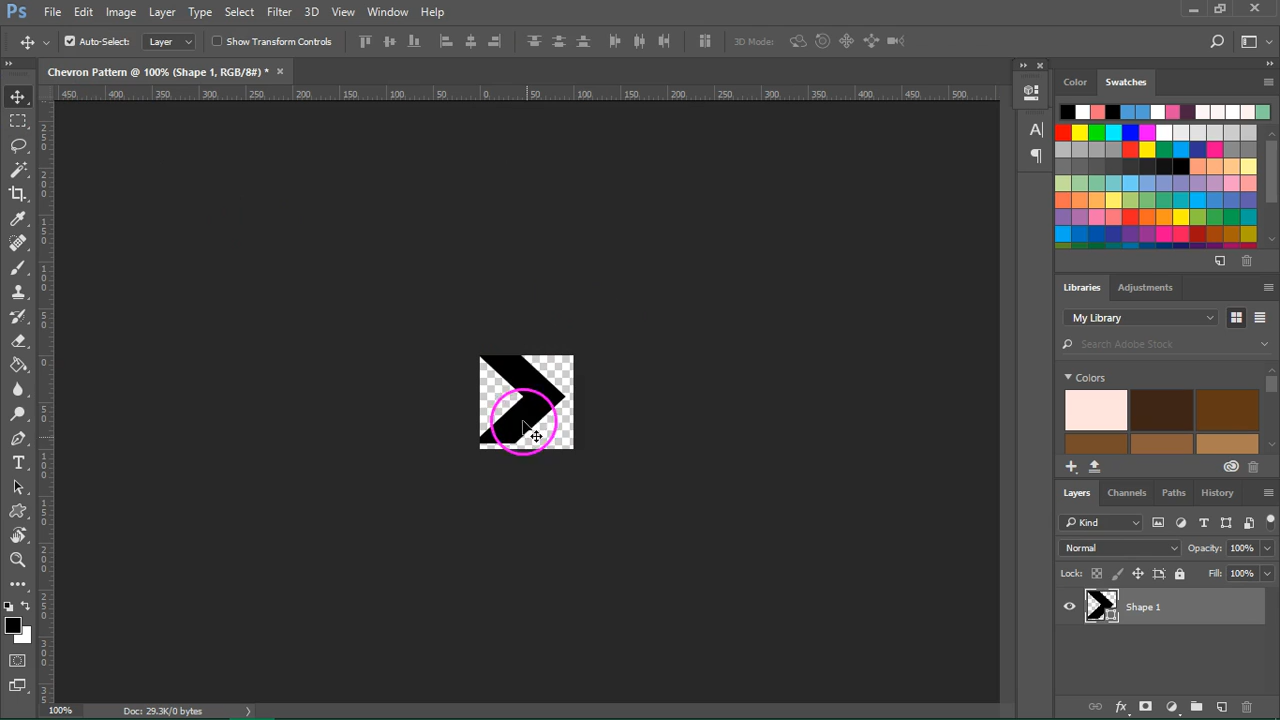 Ps File Edit Image Layer Type Select Filter 3D View Window Help
Auto-Select: Layer Show Transform Controls 3D Mode:
Chevron Pattern @ 100% (Shape 1, RGB/8#) * ×
450 400 350 300 250 200 150 100 50 0 50 100 150 200 250 300 350 400 450 500
Color Swatches
Libraries Adjustments
My Library
Search Adobe Stock
Colors
Layers Channels Paths History
Kind
Normal Opacity: 100%
Lock: Fill: 100%
Shape 1
100% Doc: 29.3K/0 bytes